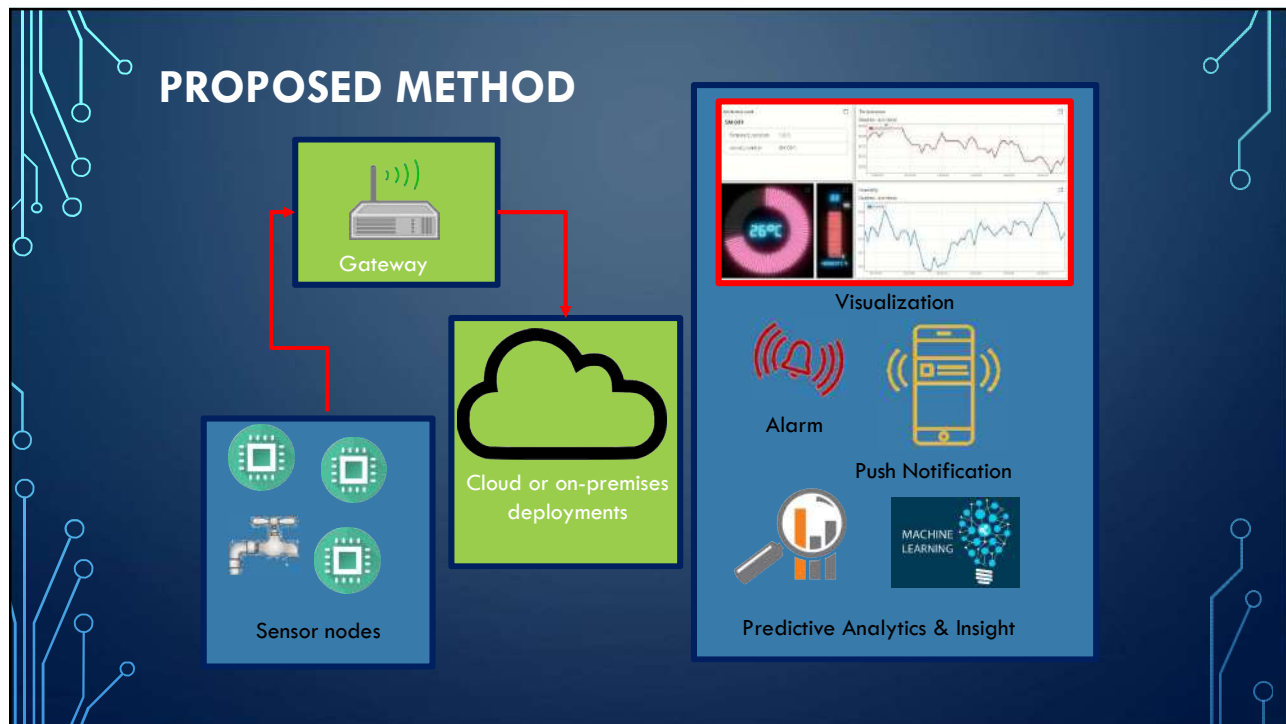 PROPOSED METHOD
Gateway
Cloud or on-premises
deployments
Sensor nodes
26°C
Visualization
Alarm
Push Notification
MACHINE
LEARNING
Predictive Analytics & Insight